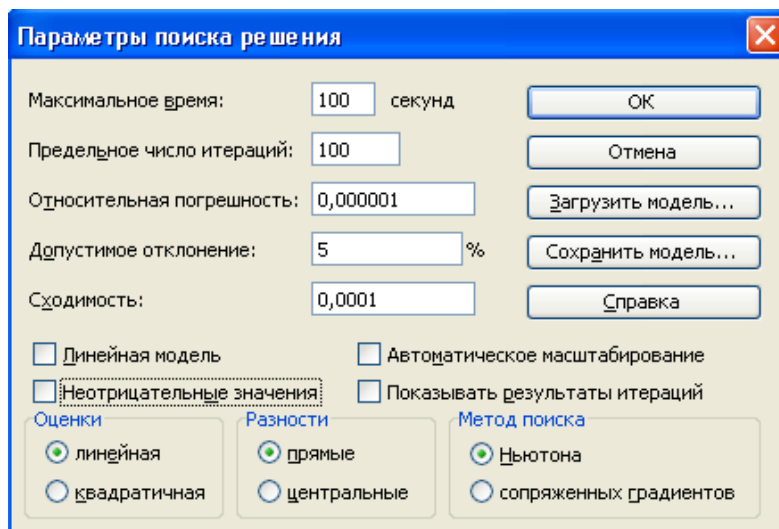 Параметры поиска решения
Максимальное время: 100 секунд ОК
Предельное число итераций: 100 Отмена
Относительная погрешность: 0,000001 Загрузить модель...
Допустимое отклонение: 5 % Сохранить модель...
Сходимость: 0,0001 Справка
Линейная модель Автоматическое масштабирование
Неотрицательные значения Показывать результаты итераций
Оценки Разности Метод поиска
линейная прямые Ньютона
квадратичная центральные сопряженных градиентов